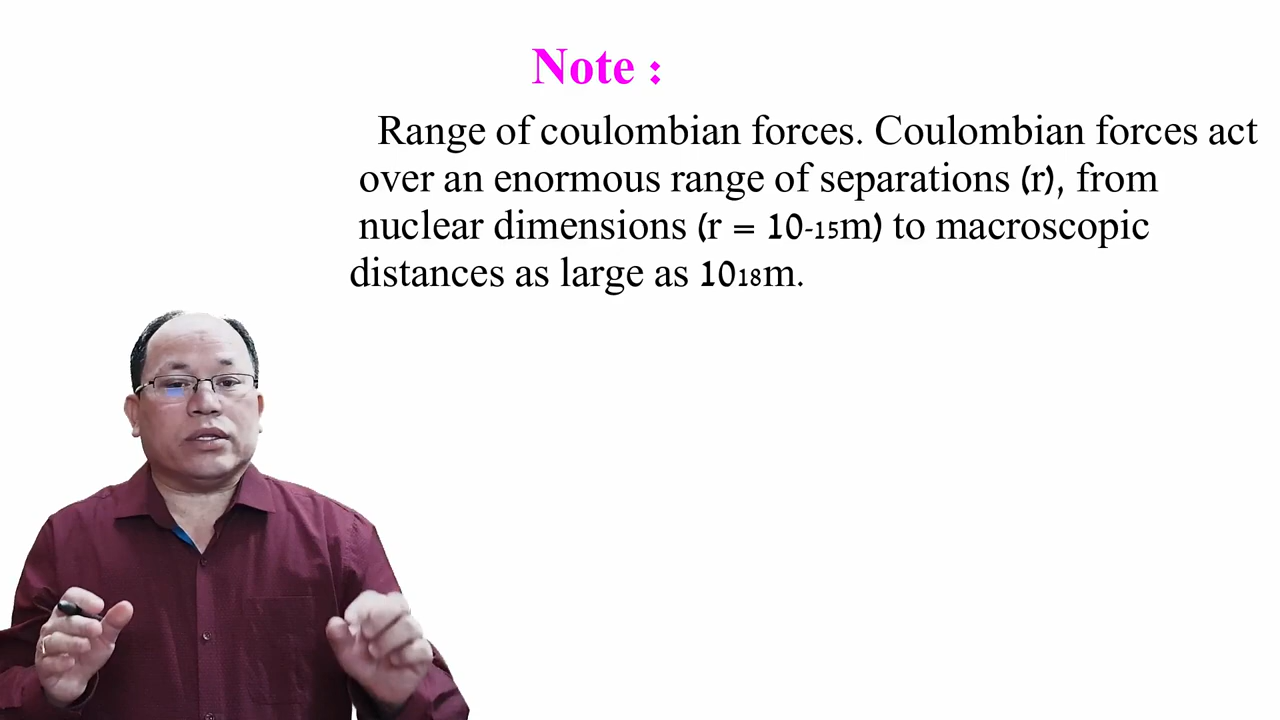 Note :
Range of coulombian forces. Coulombian forces act
over an enormous range of separations (r), from
nuclear dimensions (r = 10-15m) to macroscopic
distances as large as 1018m.